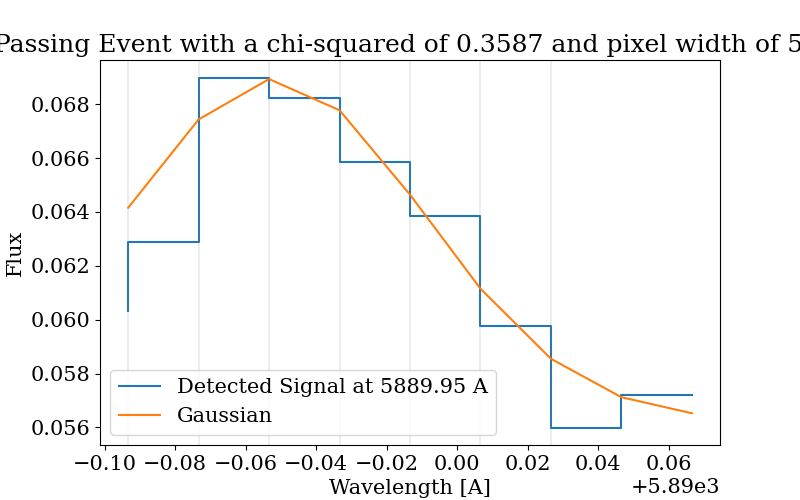 Passing Event with a chi-squared of 0.3587 and pixel width of 5
Flux
0.068
0.066
0.064
0.062
0.060
0.058
0.056
Detected Signal at 5889.95 A
Gaussian
−0.10 −0.08 −0.06 −0.04 −0.02 0.00 0.02 0.04 0.06
Wavelength [A]
+5.89e3